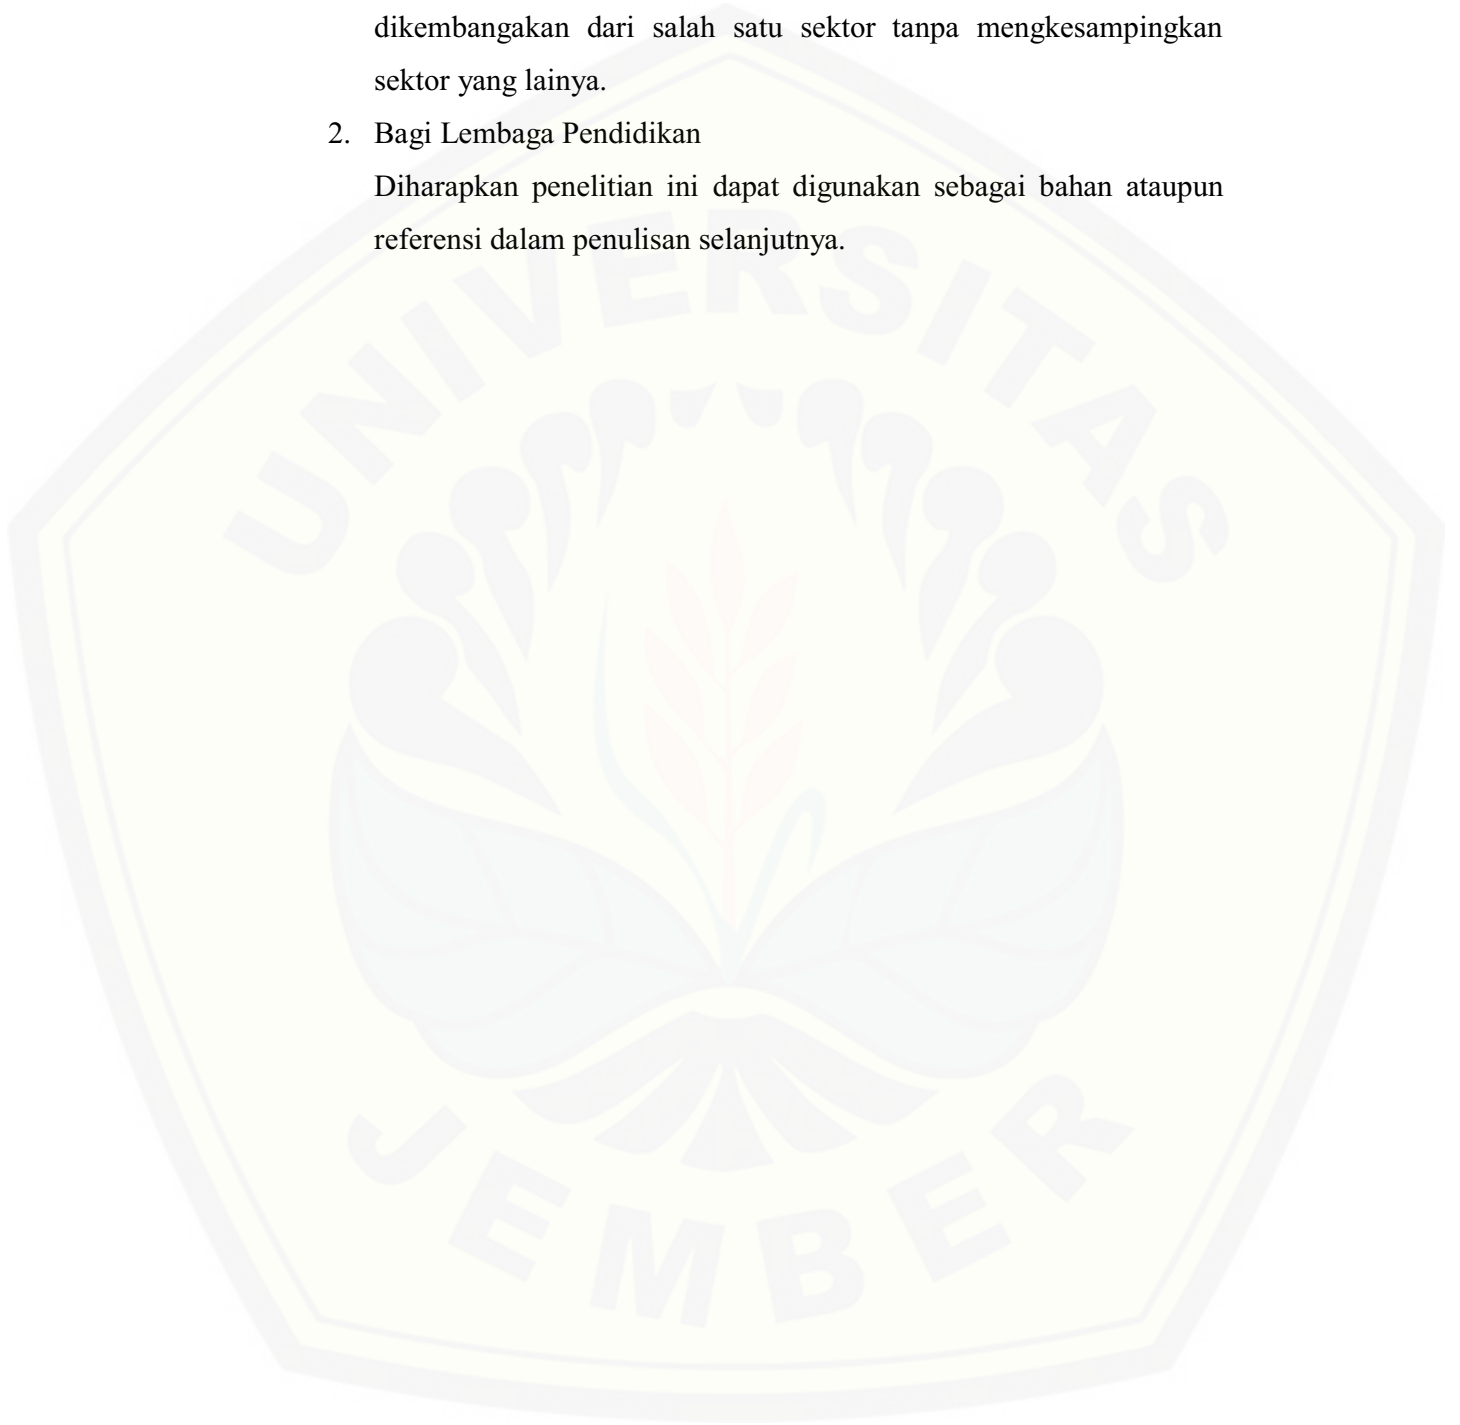 dikembangakan dari salah satu sektor tanpa mengkesampingkan
sektor yang lainya.
2. Bagi Lembaga Pendidikan
Diharapkan penelitian ini dapat digunakan sebagai bahan ataupun
referensi dalam penulisan selanjutnya.
UNIVERSITAS
JEMBER